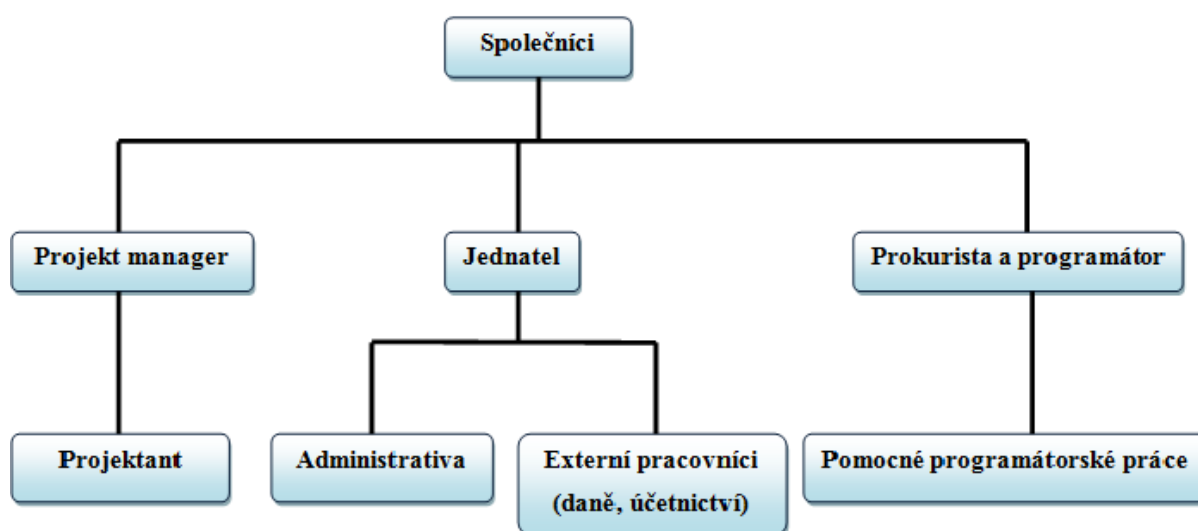 Společníci
Projekt manager
Jednatel
Prokurista a programátor
Projektant
Administrativa
Externí pracovníci
(daně, účetnictví)
Pomocné programátorské práce